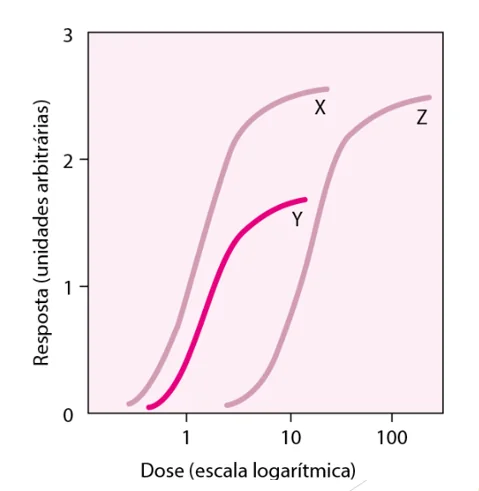 3
X
Z
2
Y
Resposta (unidades arbitrárias)
1
0
1 10 100
Dose (escala logarítmica)